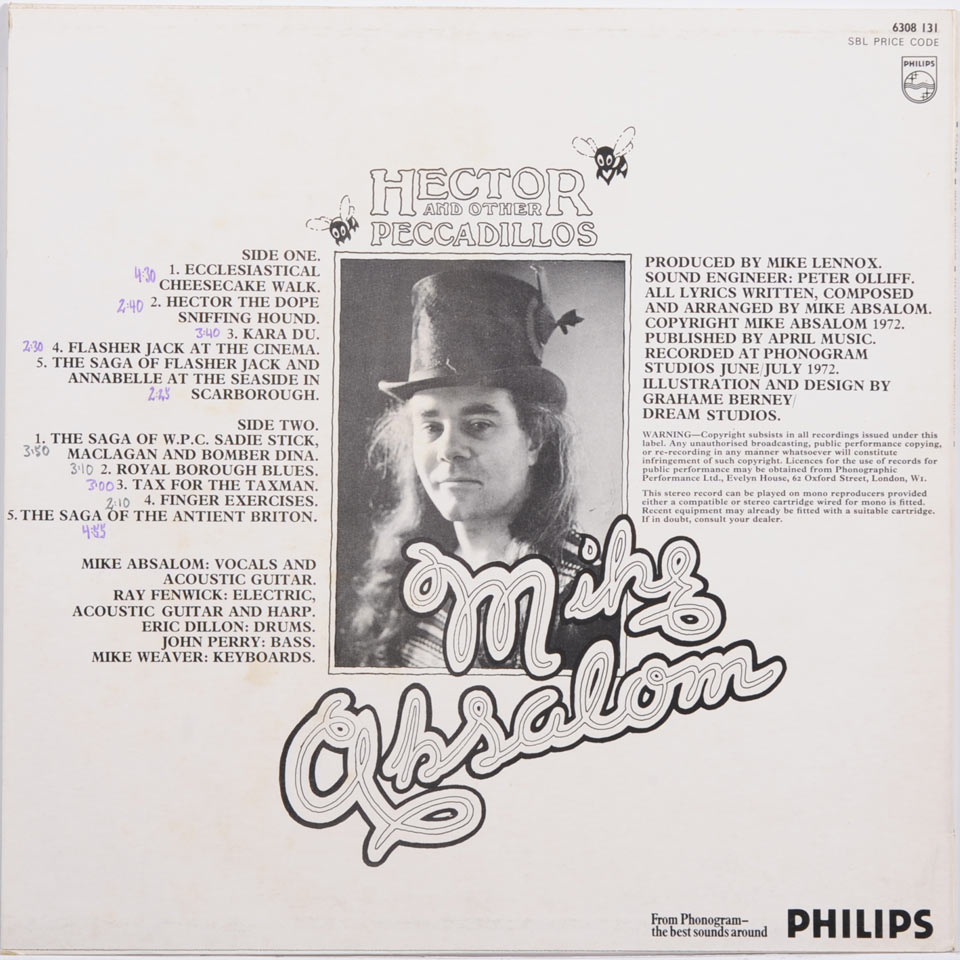 6308 131
SBL PRICE CODE
PHILIPS
HECTOR
AND OTHER
PECCADILLOS
SIDE ONE.
4:30 1. ECCLESIASTICAL
CHEESECAKE WALK.
2:40 2. HECTOR THE DOPE
SNIFFING HOUND.
3:40 3. KARA DU.
2:30 4. FLASHER JACK AT THE CINEMA.
5. THE SAGA OF FLASHER JACK AND
ANNABELLE AT THE SEASIDE IN
2:25 SCARBOROUGH.
SIDE TWO.
1. THE SAGA OF W.P.C. SADIE STICK,
3:50 MACLAGAN AND BOMBER DINA.
3:10 2. ROYAL BOROUGH BLUES.
3:00 3. TAX FOR THE TAXMAN.
2:10 4. FINGER EXERCISES.
5. THE SAGA OF THE ANTIENT BRITON.
4:55
MIKE ABSALOM: VOCALS AND
ACOUSTIC GUITAR.
RAY FENWICK: ELECTRIC,
ACOUSTIC GUITAR AND HARP.
ERIC DILLON: DRUMS.
JOHN PERRY: BASS.
MIKE WEAVER: KEYBOARDS.
PRODUCED BY MIKE LENNOX.
SOUND ENGINEER: PETER OLLIFF.
ALL LYRICS WRITTEN, COMPOSED
AND ARRANGED BY MIKE ABSALOM.
COPYRIGHT MIKE ABSALOM 1972.
PUBLISHED BY APRIL MUSIC.
RECORDED AT PHONOGRAM
STUDIOS JUNE/JULY 1972.
ILLUSTRATION AND DESIGN BY
GRAHAME BERNEY/
DREAM STUDIOS.
WARNING—Copyright subsists in all recordings issued under this
label. Any unauthorised broadcasting, public performance copying,
or re-recording in any manner whatsoever will constitute
infringement of such copyright. Licences for the use of records for
public performance may be obtained from Phonographic
Performance Ltd., Evelyn House, 62 Oxford Street, London, W1.
This stereo record can be played on mono reproducers provided
either a compatible or stereo cartridge wired for mono is fitted.
Recent equipment may already be fitted with a suitable cartridge.
If in doubt, consult your dealer.
Mike
Absalom
From Phonogram–
the best sounds around
PHILIPS